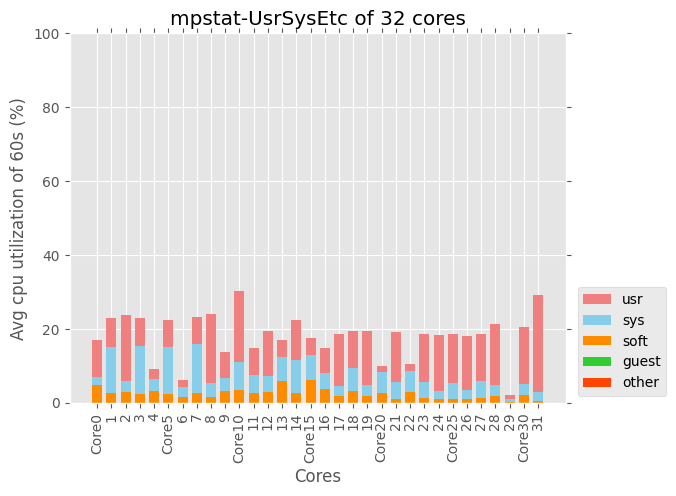 mpstat-UsrSysEtc of 32 cores
Avg cpu utilization of 60s (%)
100
80
60
40
20
0
Core0 1 2 3 4 Core5 6 7 8 9 Core10 11 12 13 14 Core15 16 17 18 19 Core20 21 22 23 24 Core25 26 27 28 29 Core30 31
Cores
usr
sys
soft
guest
other